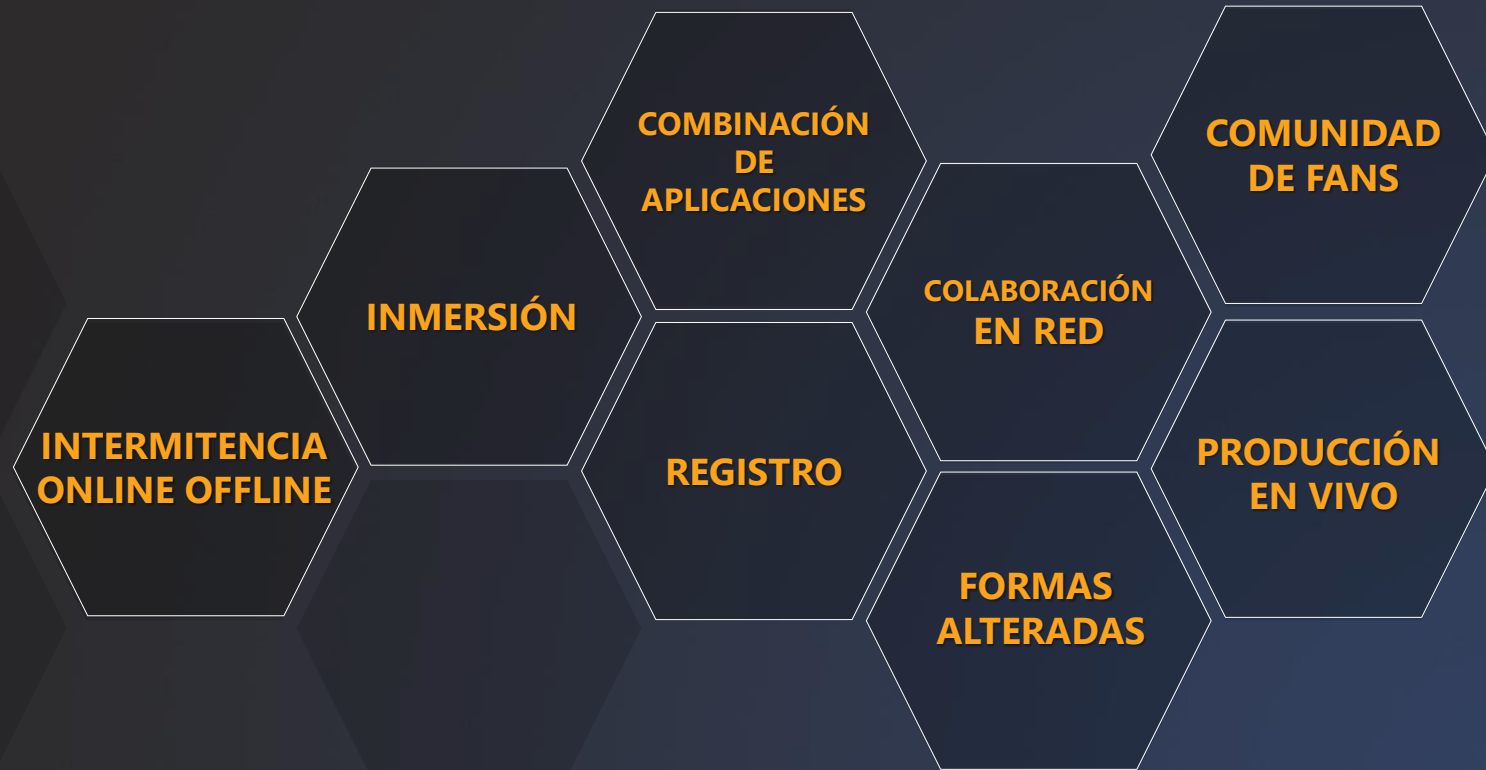 INTERMITENCIA
ONLINE OFFLINE
INMERSIÓN
COMBINACIÓN
DE
APLICACIONES
REGISTRO
COLABORACIÓN
EN RED
FORMAS
ALTERADAS
COMUNIDAD
DE FANS
PRODUCCIÓN
EN VIVO